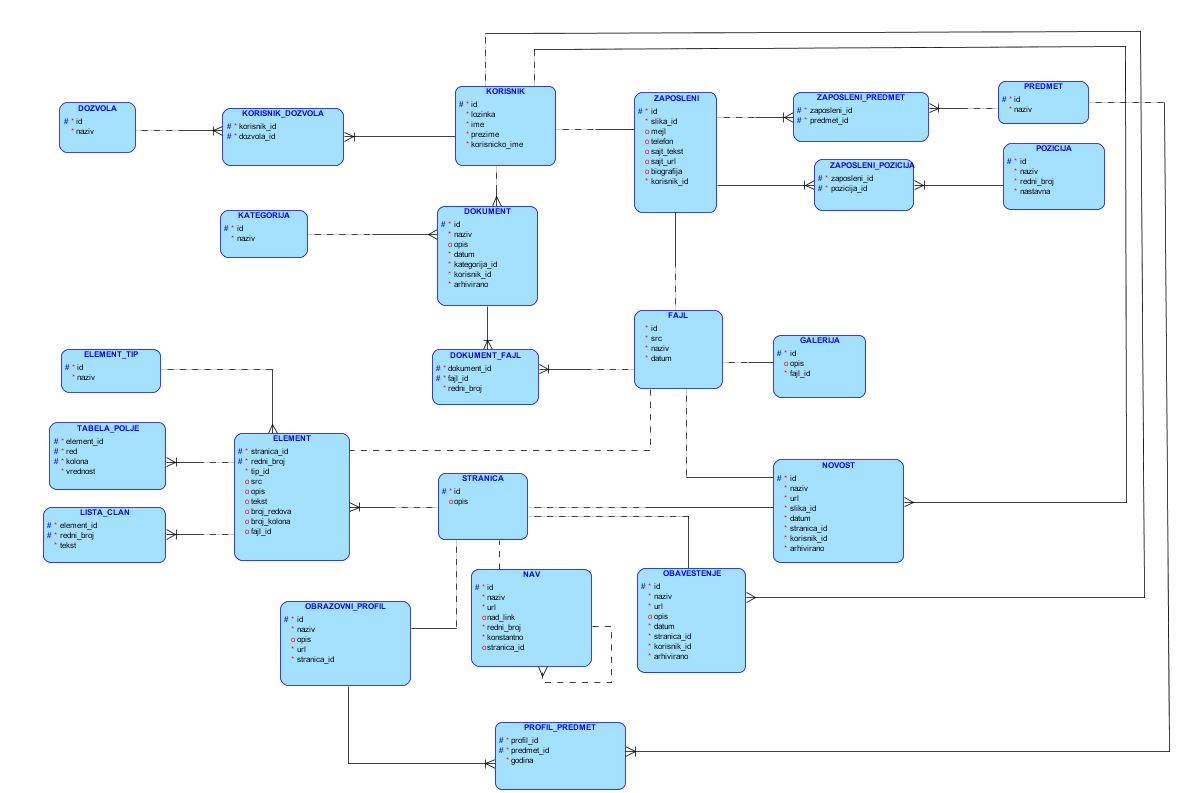 DOZVOLA
# * id
* naziv
KORISNIK_DOZVOLA
# * korisnik_id
# * dozvola_id
KORISNIK
# * id
* lozinka
* ime
* prezime
* korisnicko_ime
ZAPOSLENI
# * id
* slika_id
o mejl
o telefon
o sajt_tekst
o sajt_url
o biografija
* korisnik_id
ZAPOSLENI_PREDMET
# * zaposleni_id
# * predmet_id
PREDMET
# * id
* naziv
ZAPOSLENI_POZICIJA
# * zaposleni_id
# * pozicija_id
POZICIJA
# * id
* naziv
* redni_broj
* nastavna
KATEGORIJA
# * id
* naziv
DOKUMENT
# * id
* naziv
o opis
* datum
* kategorija_id
* korisnik_id
* arhivirano
FAJL
* id
* src
* naziv
* datum
GALERIJA
# * id
o opis
* fajl_id
ELEMENT_TIP
# * id
* naziv
DOKUMENT_FAJL
# * dokument_id
# * fajl_id
* redni_broj
TABELA_POLJE
# * element_id
# * red
# * kolona
* vrednost
ELEMENT
# * stranica_id
# * redni_broj
* tip_id
o src
o opis
o tekst
o broj_redova
o broj_kolona
o fajl_id
STRANICA
# * id
o opis
NOVOST
# * id
* naziv
* url
* slika_id
* datum
* stranica_id
* korisnik_id
* arhivirano
LISTA_CLAN
# * element_id
# * redni_broj
* tekst
NAV
# * id
* naziv
* url
o nad_link
* redni_broj
* konstantno
o stranica_id
OBAVESTENJE
# * id
* naziv
* url
o opis
* datum
* stranica_id
* korisnik_id
* arhivirano
OBRAZOVNI_PROFIL
# * id
* naziv
o opis
* url
* stranica_id
PROFIL_PREDMET
# * profil_id
# * predmet_id
* godina